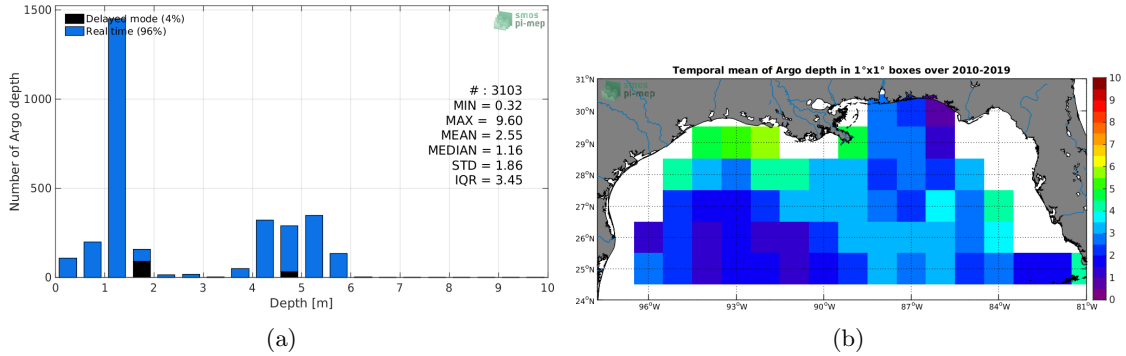 1500
1000
500
0
Number of Argo depth
Delayed mode (4%)
Real time (96%)
smos
pi-mep
# : 3103
MIN = 0.32
MAX = 9.60
MEAN = 2.55
MEDIAN = 1.16
STD = 1.86
IQR = 3.45
0 1 2 3 4 5 6 7 8 9 10
Depth [m]
(a)
Temporal mean of Argo depth in 1°x1° boxes over 2010-2019
smos
pi-mep
31°N
30°N
29°N
28°N
27°N
26°N
25°N
24°N
96°W 93°W 90°W 87°W 84°W 81°W
10
9
8
7
6
5
4
3
2
1
0
(b)